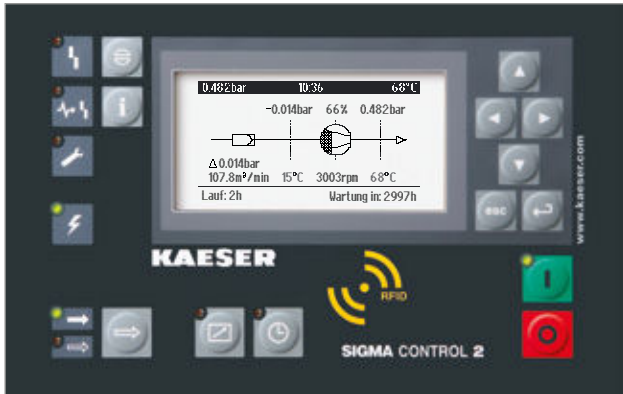 0.482bar 10:36 68°C
-0.014bar 66% 0.482bar
Δ0.014bar
107.8m³/min 15°C 3003rpm 68°C
Lauf: 2h Wartung in: 2997h
esc
www.kaeser.com
KAESER
RFID
SIGMA CONTROL 2